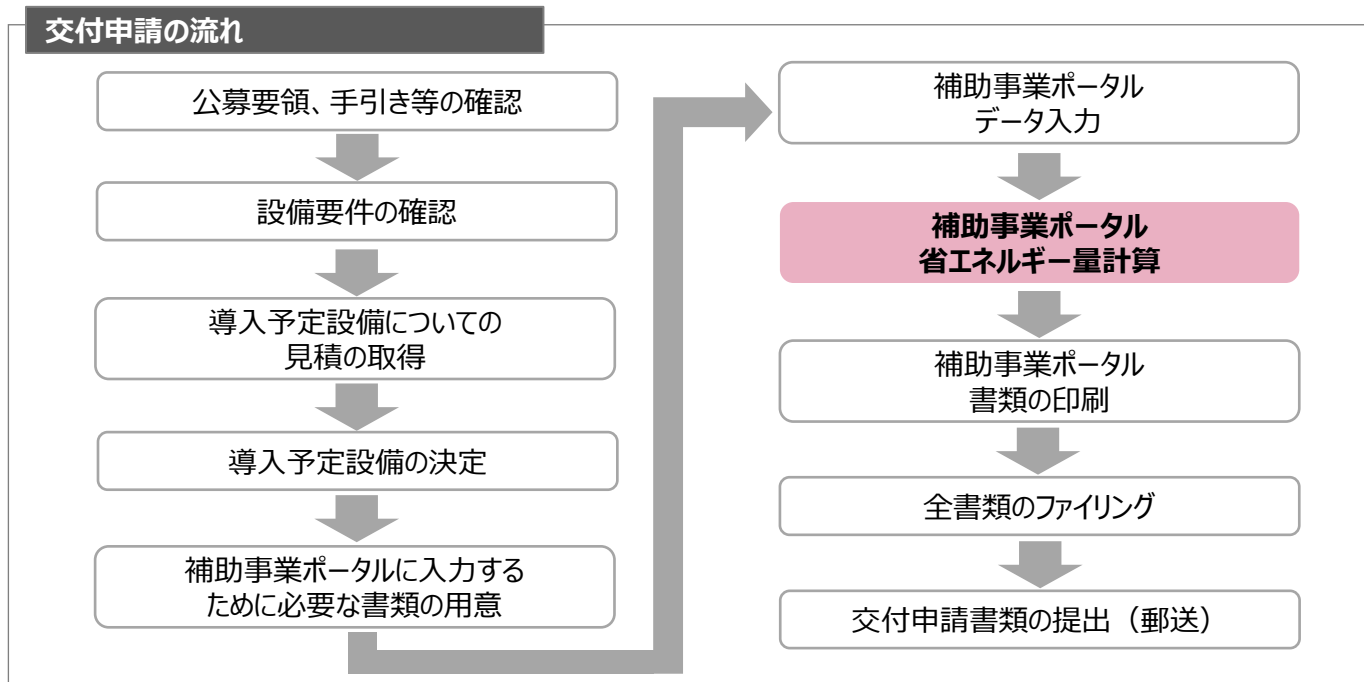 交付申請の流れ
公募要領、手引き等の確認
設備要件の確認
導入予定設備についての
見積の取得
導入予定設備の決定
補助事業ポータルに入力する
ために必要な書類の用意
補助事業ポータル
データ入力
補助事業ポータル
省エネルギー量計算
補助事業ポータル
書類の印刷
全書類のファイリング
交付申請書類の提出（郵送）